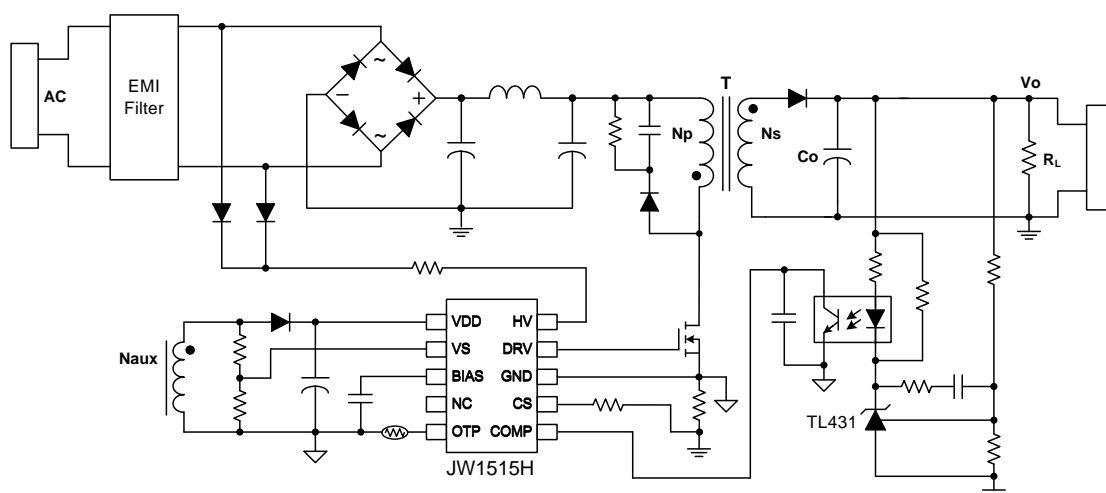 AC
EMI
Filter
~
−
+
~
T
Np
Ns
Co
Vo
RL
Naux
VDD
HV
VS
DRV
BIAS
GND
NC
CS
OTP
COMP
JW1515H
TL431